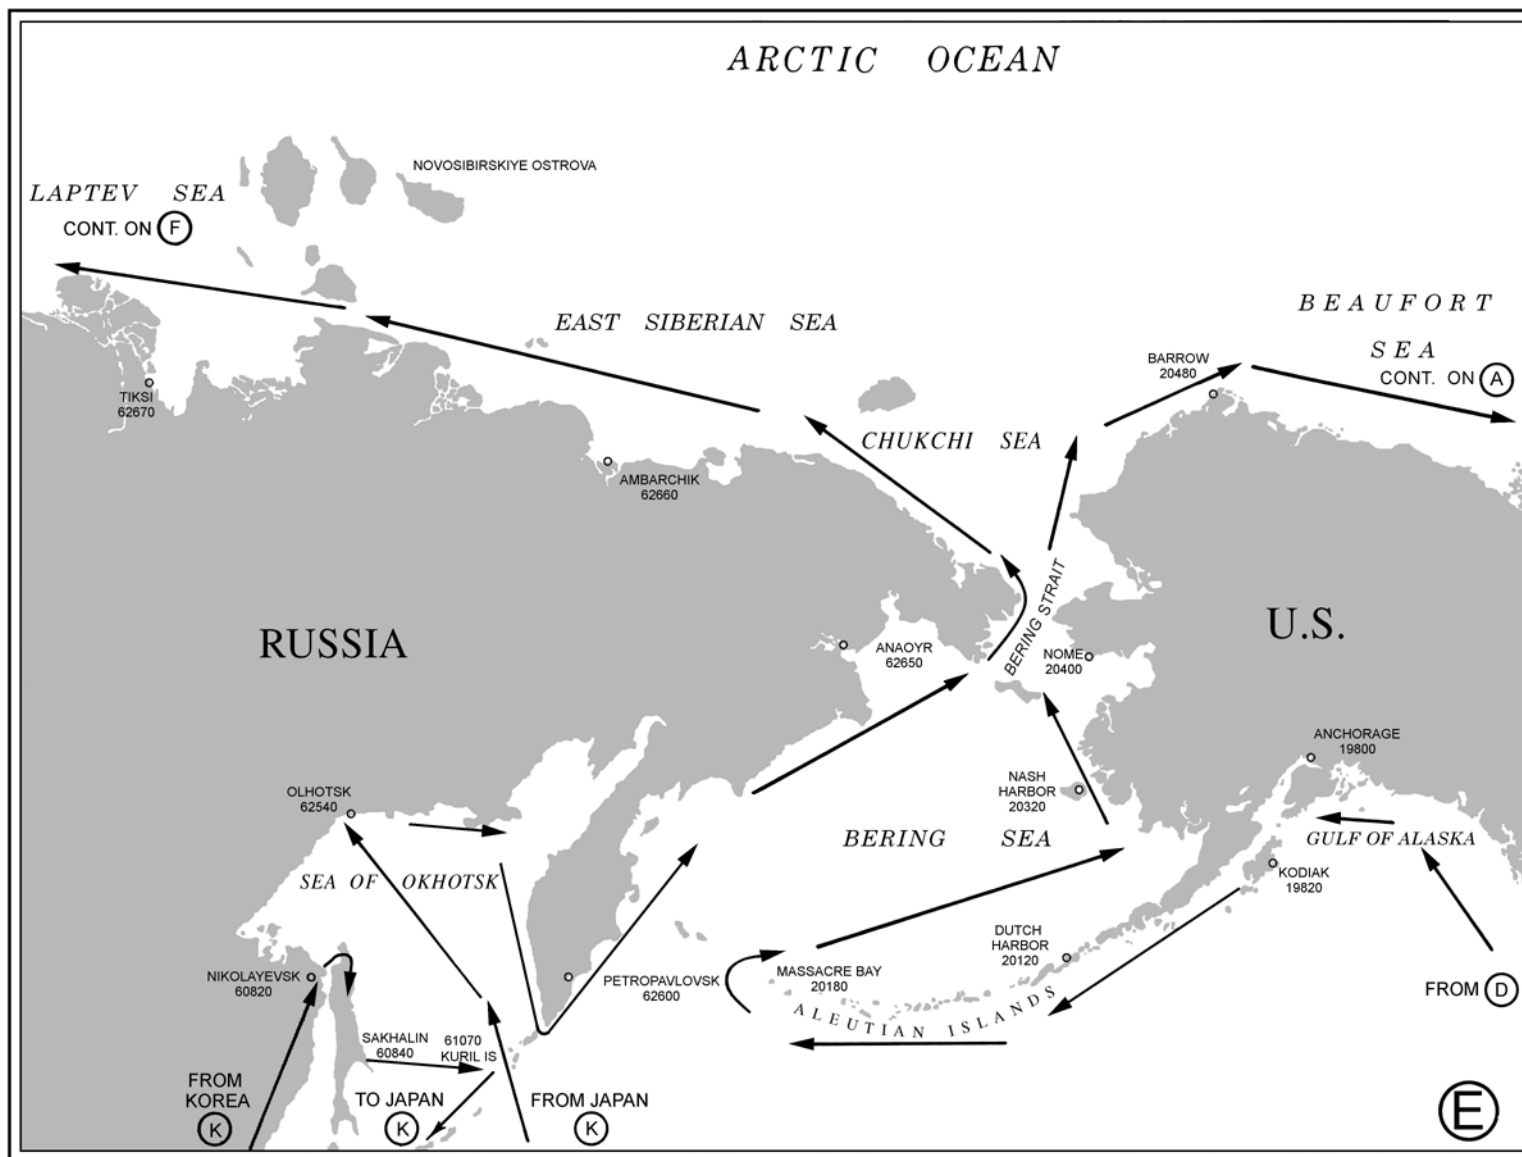 ARCTIC OCEAN
NOVOSIBIRSKIYE OSTROVA
LAPTEV SEA
CONT. ON F
EAST SIBERIAN SEA
BEAUFORT
SEA
CONT. ON A
BARROW
20480
TIKSI
62670
CHUKCHI SEA
AMBARCHIK
62660
BERING STRAIT
RUSSIA
U.S.
ANAOYR
62650
NOME
20400
ANCHORAGE
19800
NASH
HARBOR
20320
OLHOTSK
62540
BERING SEA
GULF OF ALASKA
SEA OF OKHOTSK
KODIAK
19820
DUTCH
HARBOR
20120
NIKOLAYEVSK
60820
PETROPAVLOVSK
62600
MASSACRE BAY
20180
ALEUTIAN ISLANDS
FROM D
SAKHALIN
60840
61070
KURIL IS
FROM
KOREA
K
TO JAPAN
K
FROM JAPAN
K
E